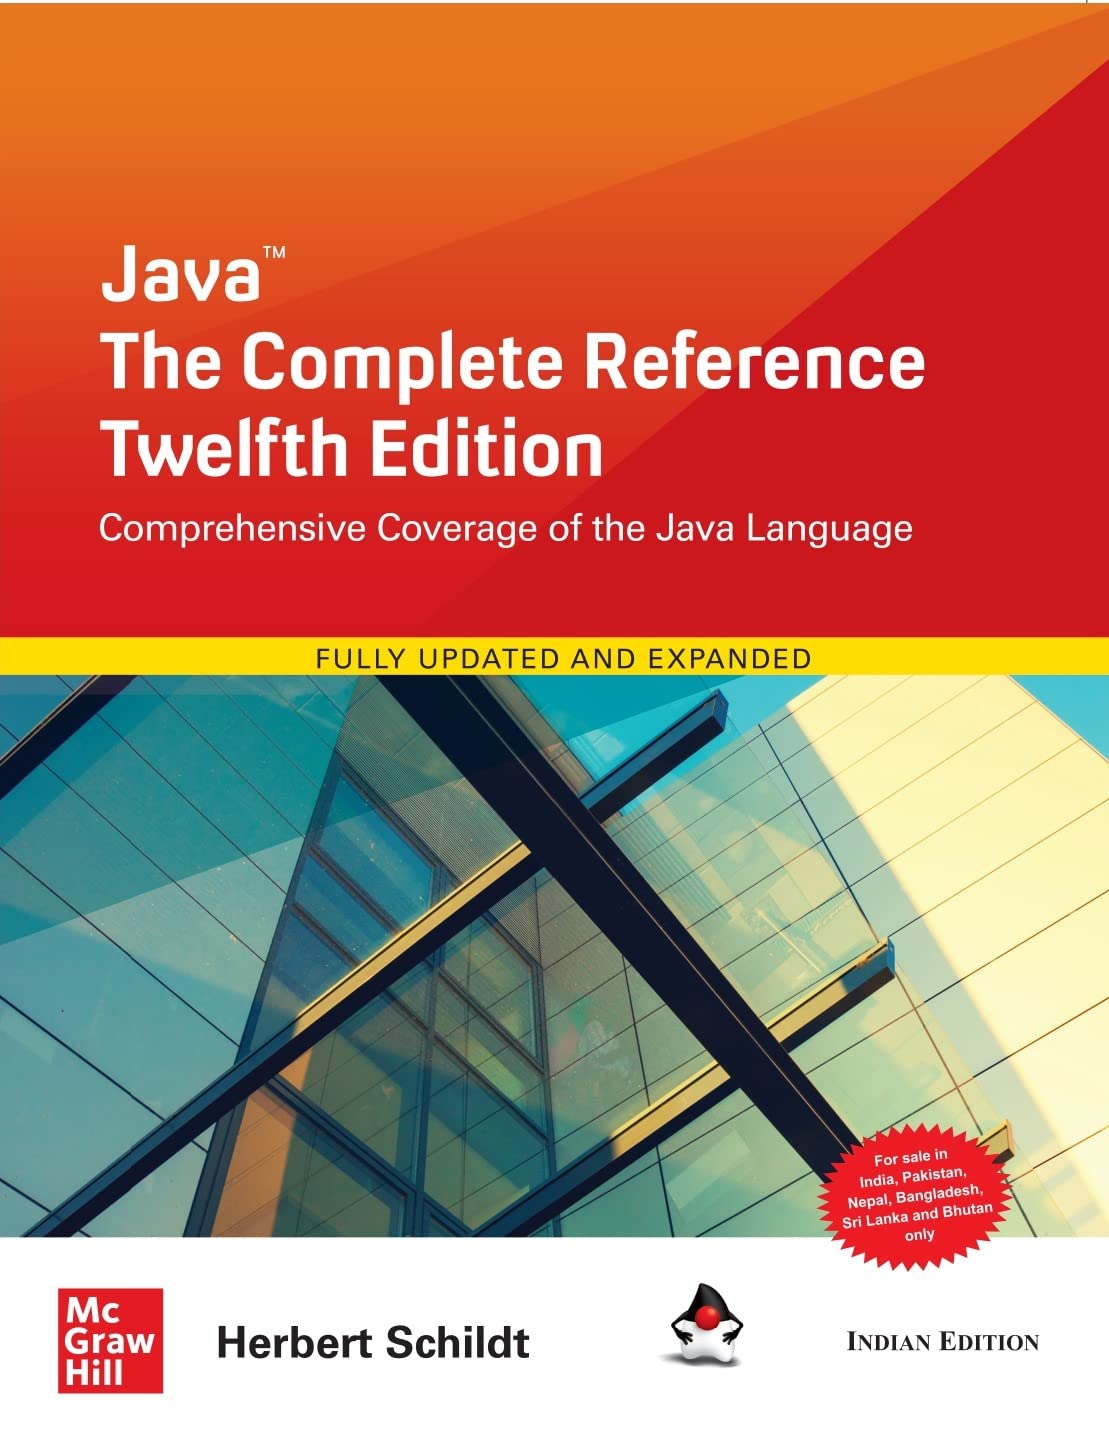 Java™
The Complete Reference
Twelfth Edition
Comprehensive Coverage of the Java Language
FULLY UPDATED AND EXPANDED
For sale in
India, Pakistan,
Nepal, Bangladesh,
Sri Lanka and Bhutan
only
Mc
Graw
Hill
Herbert Schildt
INDIAN EDITION